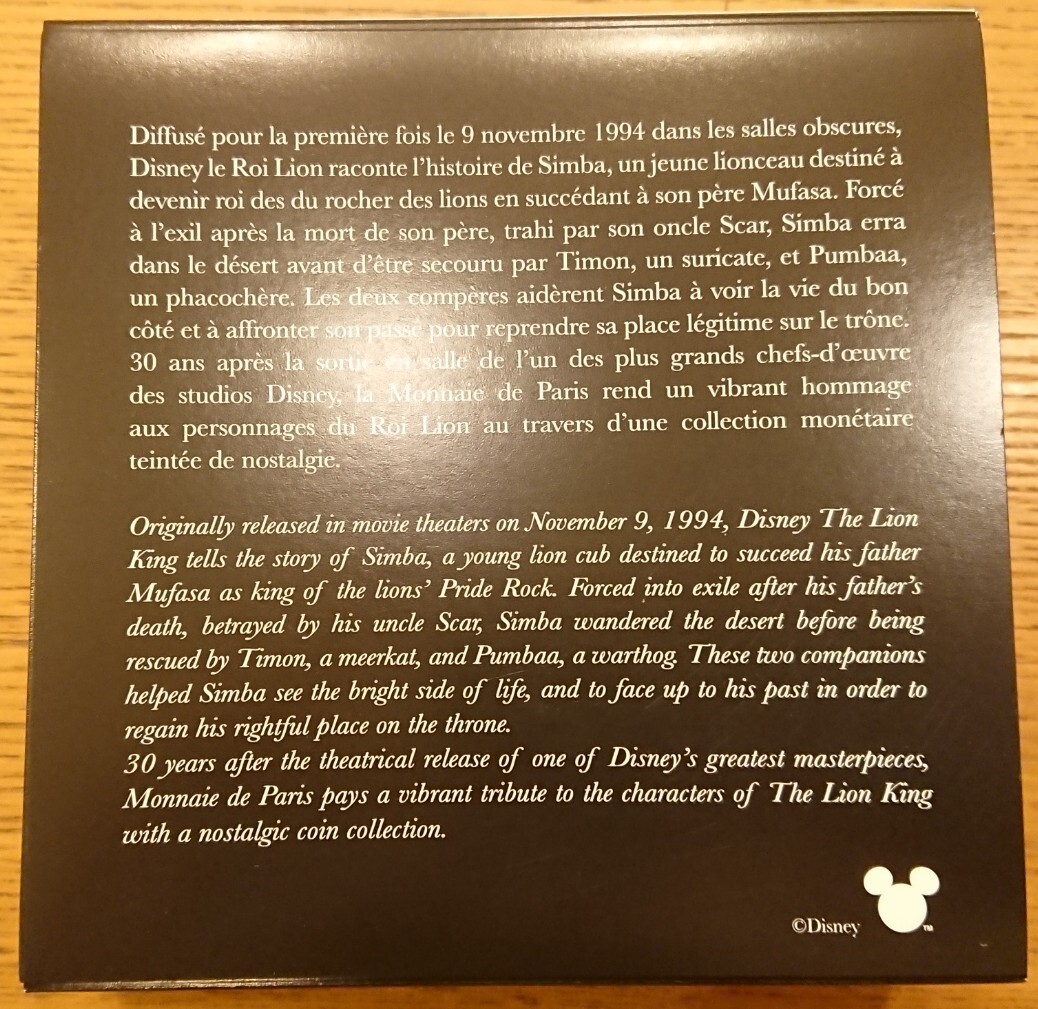 Diffusé pour la première fois le 9 novembre 1994 dans les salles obscures,
Disney le Roi Lion raconte l'histoire de Simba, un jeune lionceau destiné à
devenir roi des du rocher des lions en succédant à son père Mufasa. Forcé
à l'exil après la mort de son père, trahi par son oncle Scar, Simba erra
dans le désert avant d'être secouru par Timon, un suricate, et Pumbaa,
un phacochère. Les deux compères aidèrent Simba à voir la vie du bon
côté et à affronter son passé pour reprendre sa place légitime sur le trône.
30 ans après la sortie en salle de l'un des plus grands chefs-d'œuvre
des studios Disney, la Monnaie de Paris rend un vibrant hommage
aux personnages du Roi Lion au travers d'une collection monétaire
teintée de nostalgie.
Originally released in movie theaters on November 9, 1994, Disney The Lion
King tells the story of Simba, a young lion cub destined to succeed his father
Mufasa as king of the lions' Pride Rock. Forced into exile after his father's
death, betrayed by his uncle Scar, Simba wandered the desert before being
rescued by Timon, a meerkat, and Pumbaa, a warthog. These two companions
helped Simba see the bright side of life, and to face up to his past in order to
regain his rightful place on the throne.
30 years after the theatrical release of one of Disney's greatest masterpieces,
Monnaie de Paris pays a vibrant tribute to the characters of The Lion King
with a nostalgic coin collection.
©Disney
TM